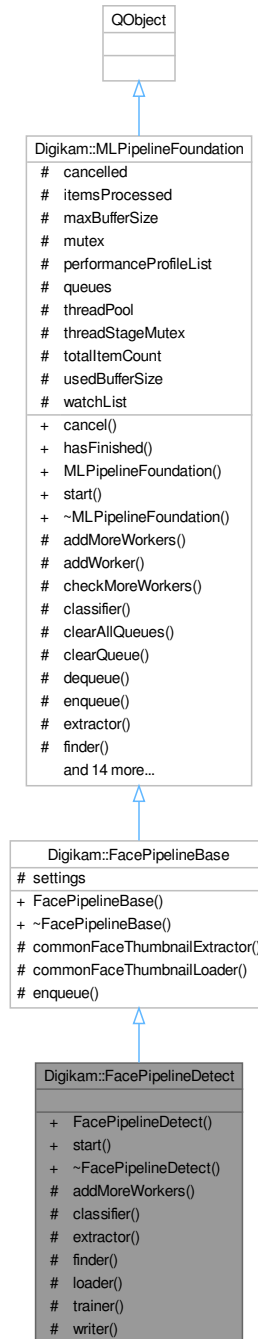 QObject
Digikam::MLPipelineFoundation
# cancelled
# itemsProcessed
# maxBufferSize
# mutex
# performanceProfileList
# queues
# threadPool
# threadStageMutex
# totalItemCount
# usedBufferSize
# watchList
+ cancel()
+ hasFinished()
+ MLPipelineFoundation()
+ start()
+ ~MLPipelineFoundation()
# addMoreWorkers()
# addWorker()
# checkMoreWorkers()
# classifier()
# clearAllQueues()
# clearQueue()
# dequeue()
# enqueue()
# extractor()
# finder()
and 14 more...
Digikam::FacePipelineBase
# settings
+ FacePipelineBase()
+ ~FacePipelineBase()
# commonFaceThumbnailExtractor()
# commonFaceThumbnailLoader()
# enqueue()
Digikam::FacePipelineDetect
+ FacePipelineDetect()
+ start()
+ ~FacePipelineDetect()
# addMoreWorkers()
# classifier()
# extractor()
# finder()
# loader()
# trainer()
# writer()